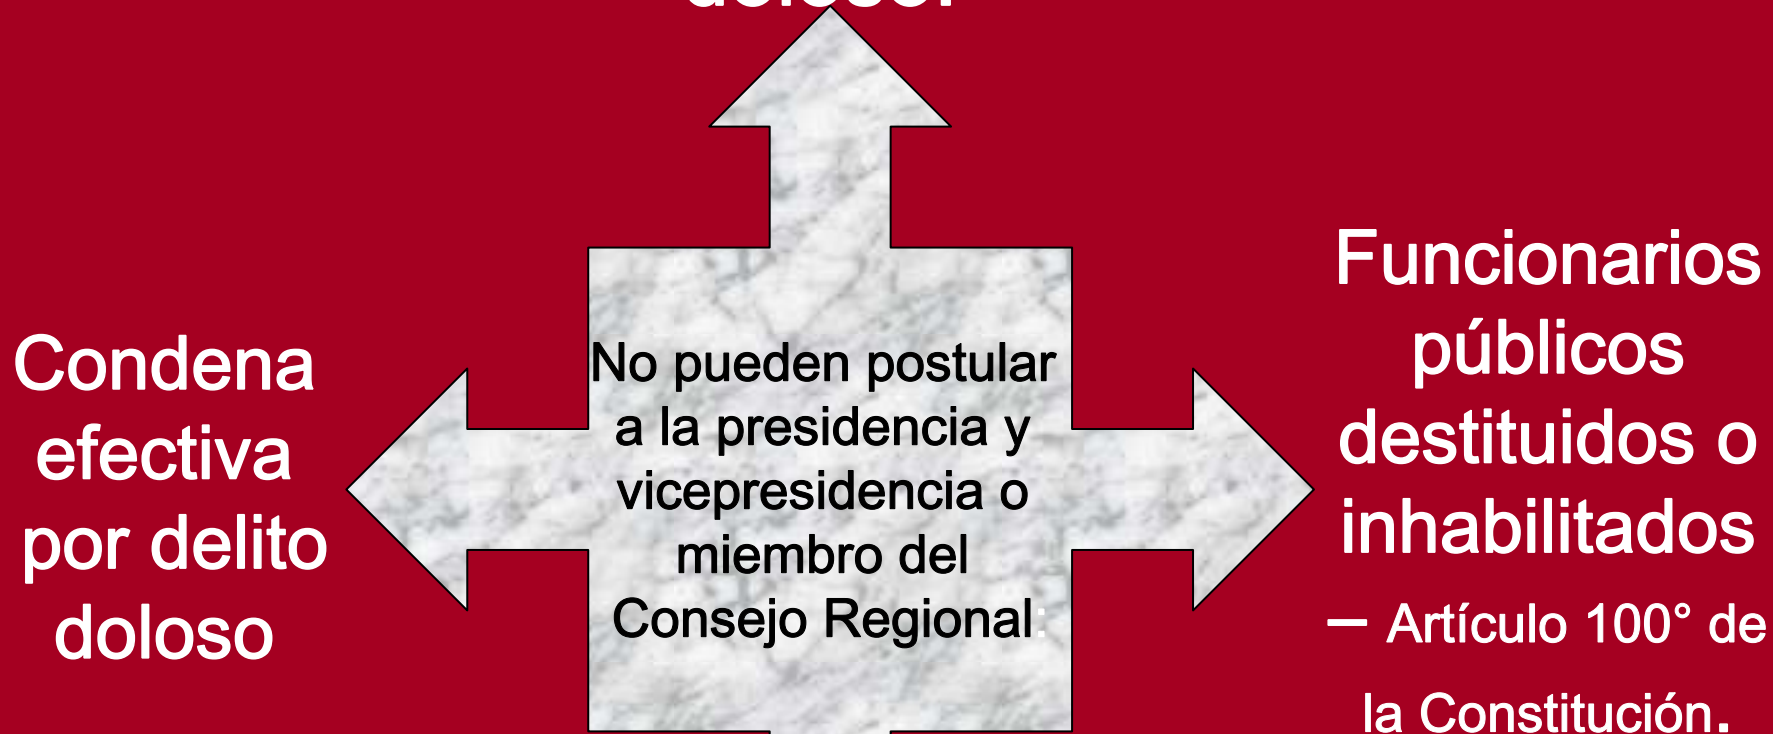 doloso.
Condena
efectiva
por delito
doloso
No pueden postular
a la presidencia y
vicepresidencia o
miembro del
Consejo Regional:
Funcionarios
públicos
destituidos o
inhabilitados
– Artículo 100° de
la Constitución.